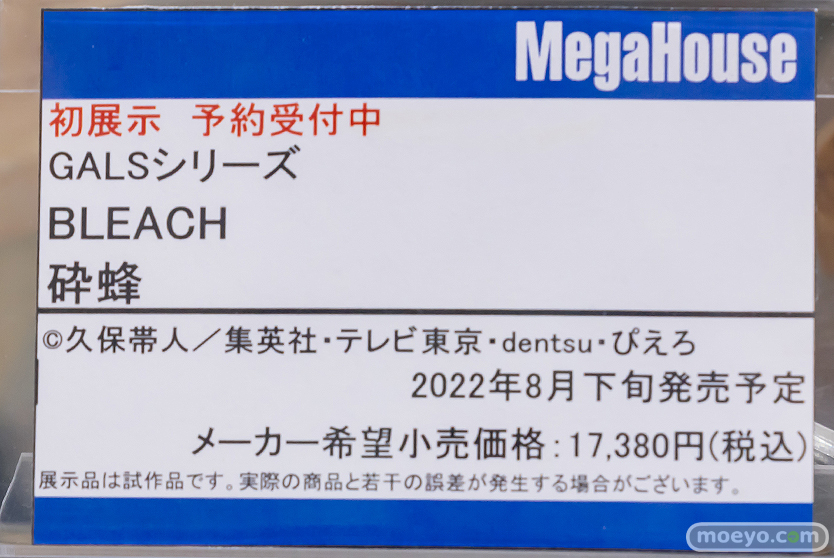 MegaHouse
初展示 予約受付中
GALSシリーズ
BLEACH
砕蜂
©久保帯人／集英社・テレビ東京・dentsu・ぴえろ
2022年8月下旬発売予定
メーカー希望小売価格：17,380円(税込)
展示品は試作品です。実際の商品と若干の誤差が発生する場合がございます。
moeyo.com